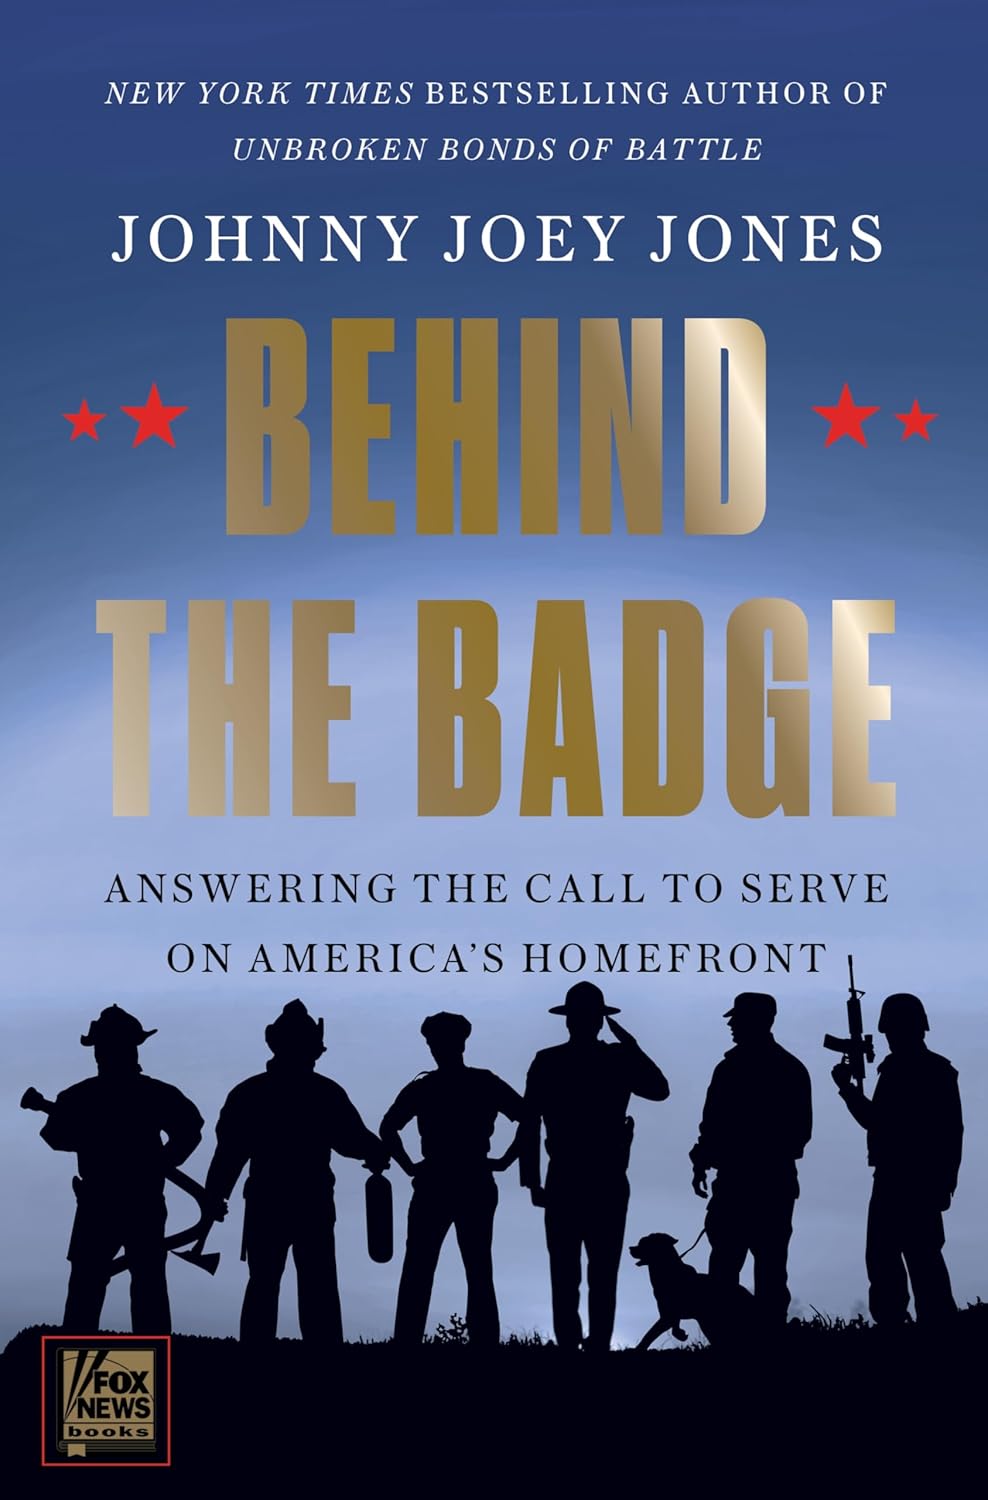 NEW YORK TIMES BESTSELLING AUTHOR OF
UNBROKEN BONDS OF BATTLE
JOHNNY JOEY JONES
BEHIND
THE BADGE
ANSWERING THE CALL TO SERVE
ON AMERICA'S HOMEFRONT
FOX
NEWS
books